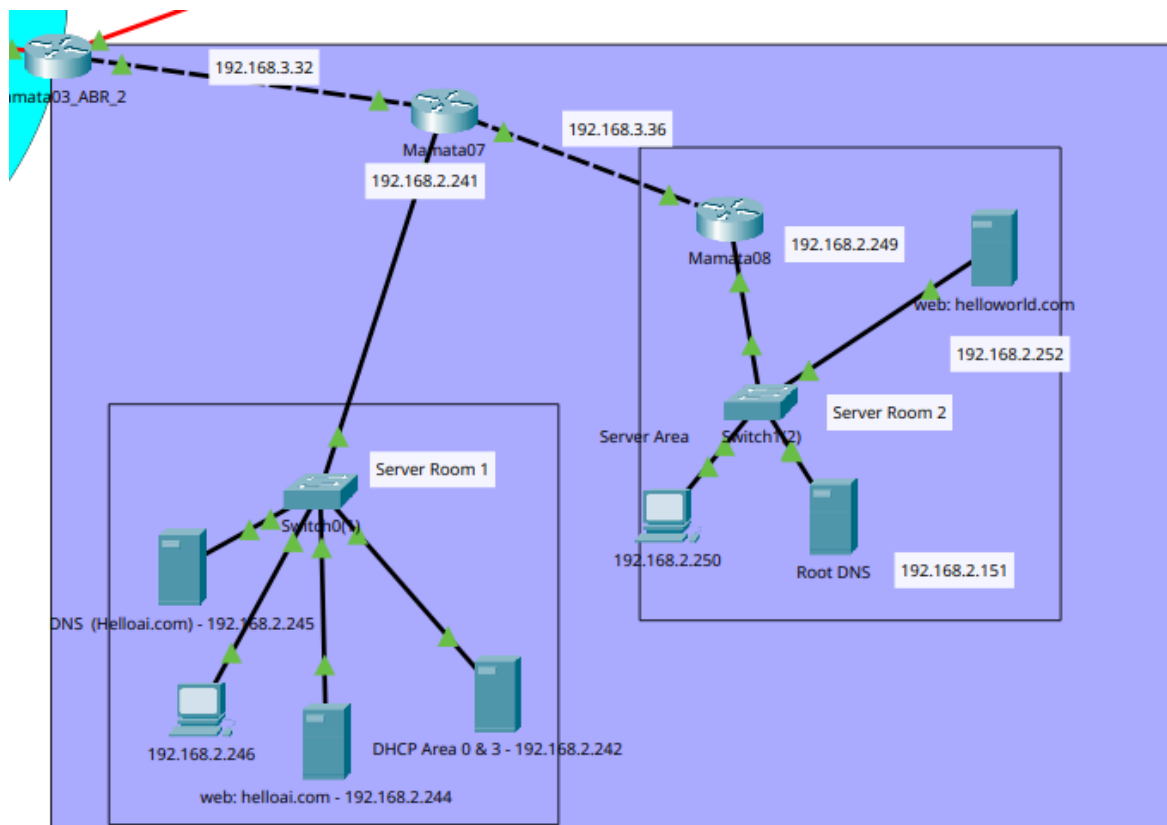 192.168.3.32
amata03_ABR_2
192.168.3.36
Mamata07
192.168.2.241
192.168.2.249
Mamata08
web: helloworld.com
192.168.2.252
Server Room 2
Server Area
Switch1(2)
Server Room 1
Switch0(1)
192.168.2.250
Root DNS
192.168.2.151
DNS (Helloai.com) - 192.168.2.245
192.168.2.246
DHCP Area 0 & 3 - 192.168.2.242
web: helloai.com - 192.168.2.244